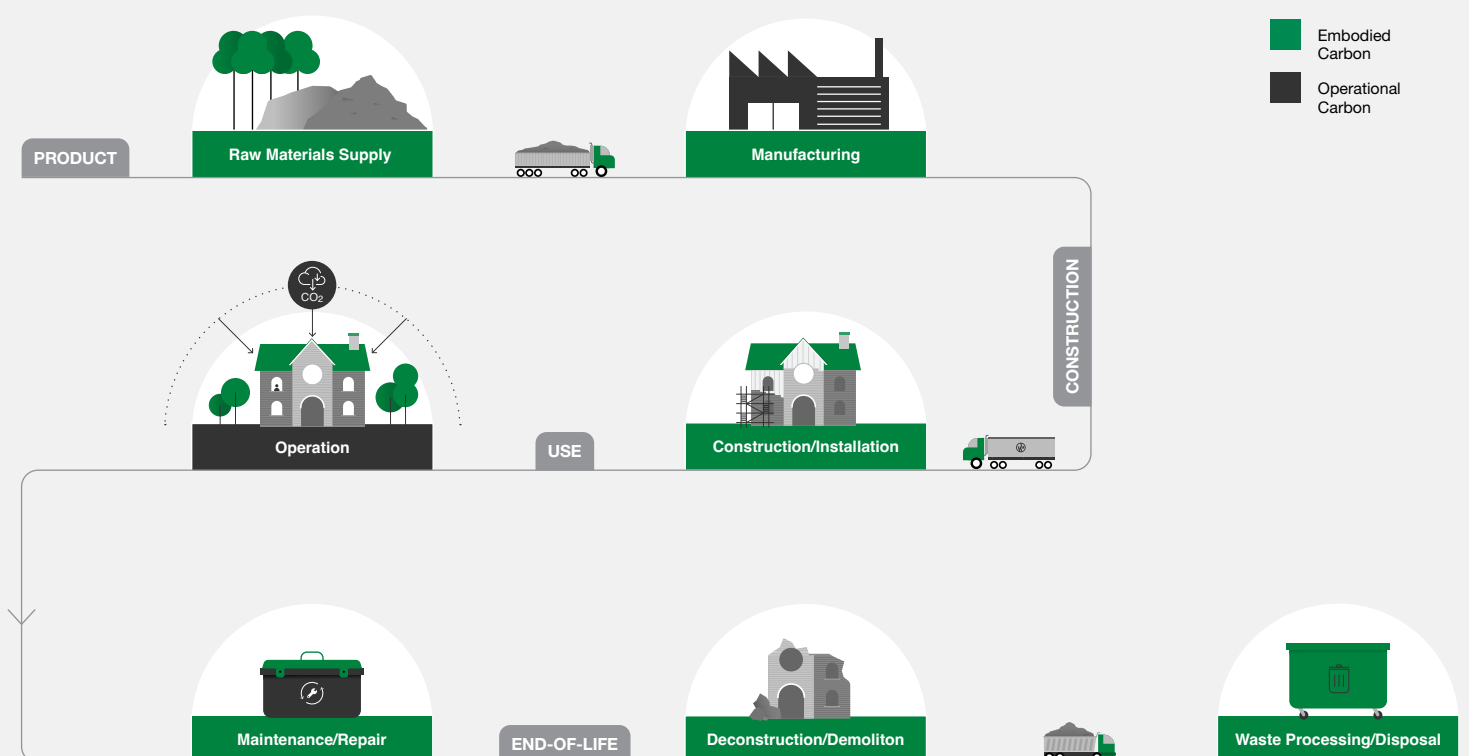 Embodied
Carbon
Operational
Carbon
PRODUCT
Raw Materials Supply
Manufacturing
CONSTRUCTION
CO₂
Operation
USE
Construction/Installation
Maintenance/Repair
END-OF-LIFE
Deconstruction/Demoliton
Waste Processing/Disposal